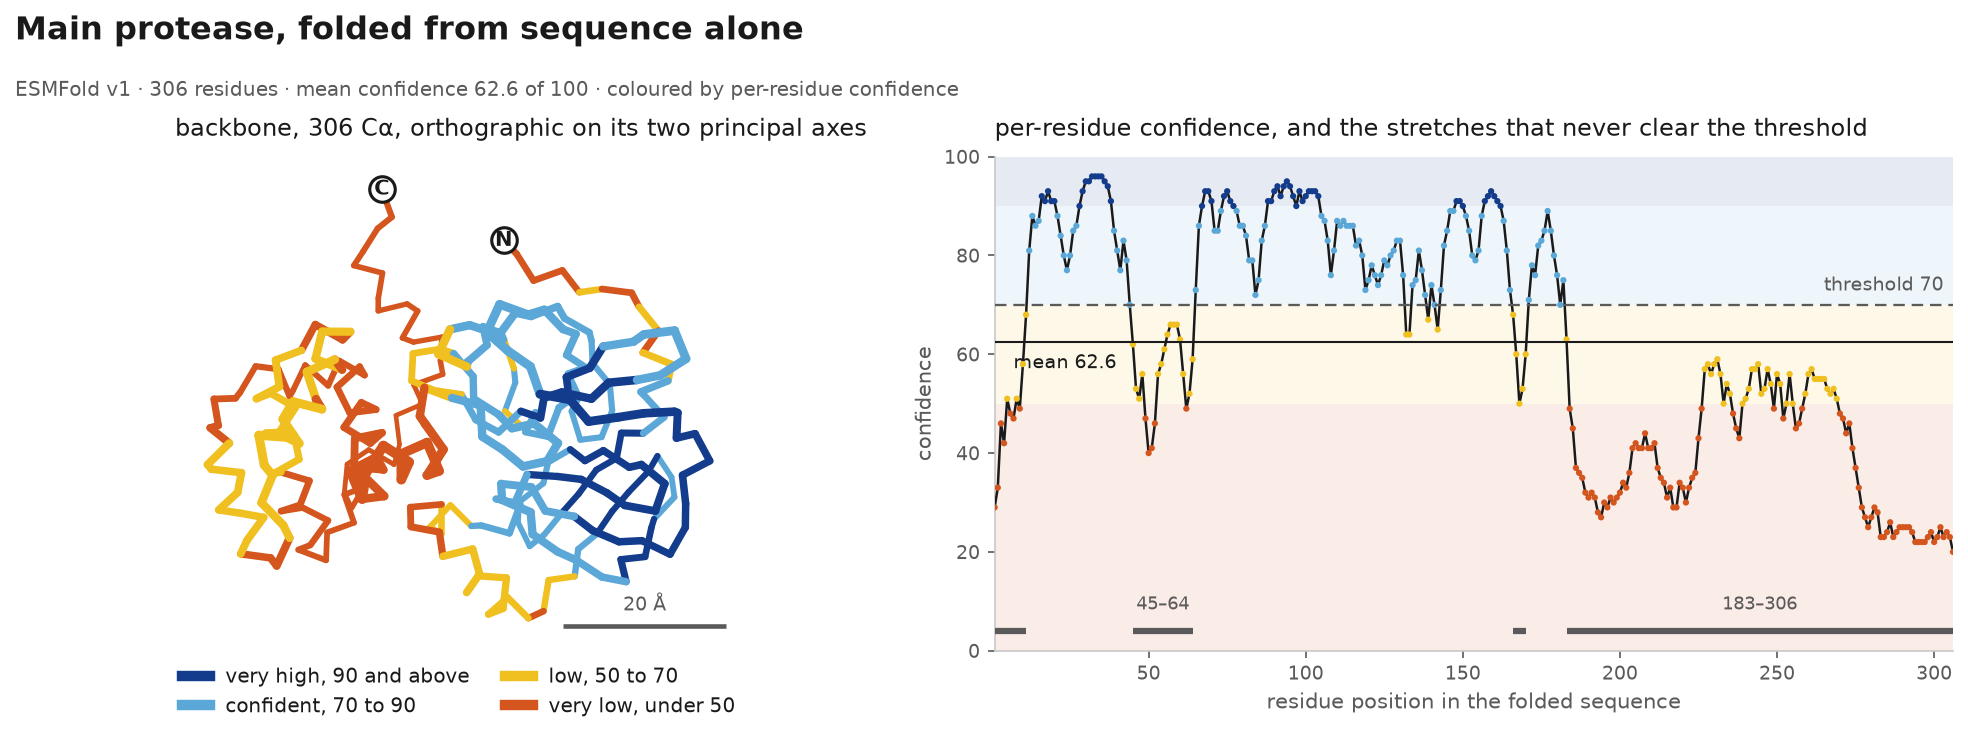 Main protease, folded from sequence alone
ESMFold v1 · 306 residues · mean confidence 62.6 of 100 · coloured by per-residue confidence
backbone, 306 Cα, orthographic on its two principal axes
C
N
20 Å
very high, 90 and above
low, 50 to 70
confident, 70 to 90
very low, under 50
per-residue confidence, and the stretches that never clear the threshold
100
80
60
40
20
0
confidence
threshold 70
mean 62.6
45–64
183–306
50
100
150
200
250
300
residue position in the folded sequence